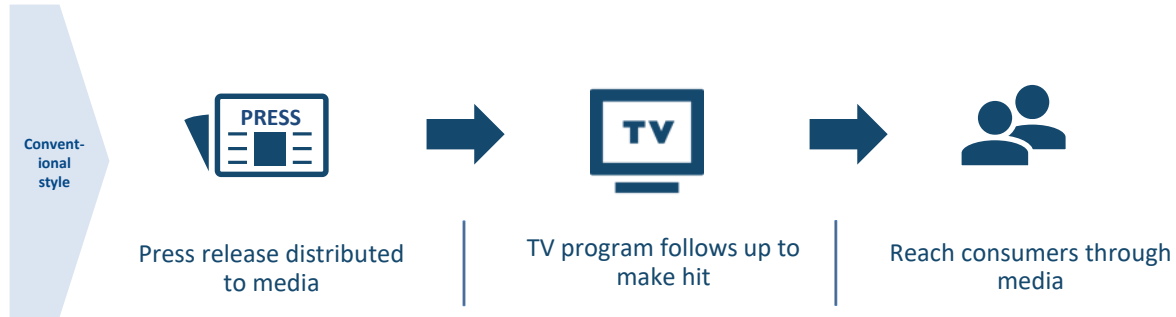 Convent-
ional
style
PRESS
TV
Press release distributed
to media
TV program follows up to
make hit
Reach consumers through
media